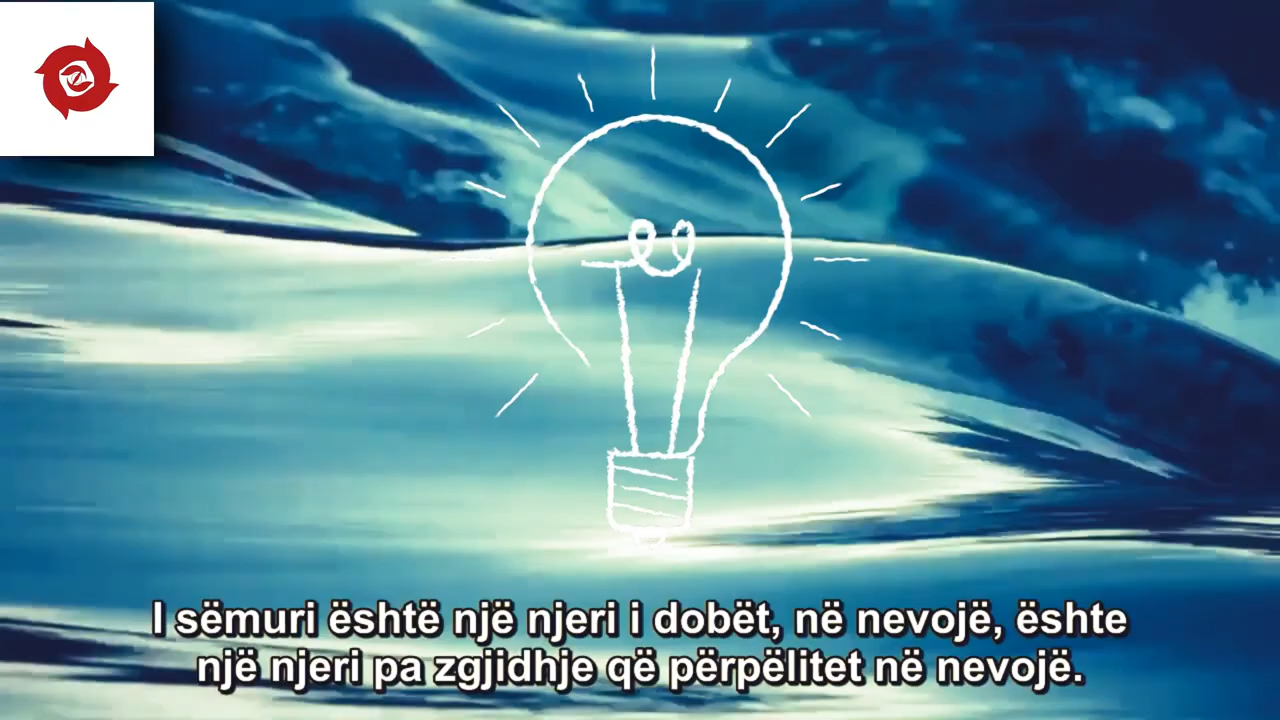 I sëmuri është një njeri i dobët, në nevojë, ështe
një njeri pa zgjidhje që përpëlitet në nevojë.